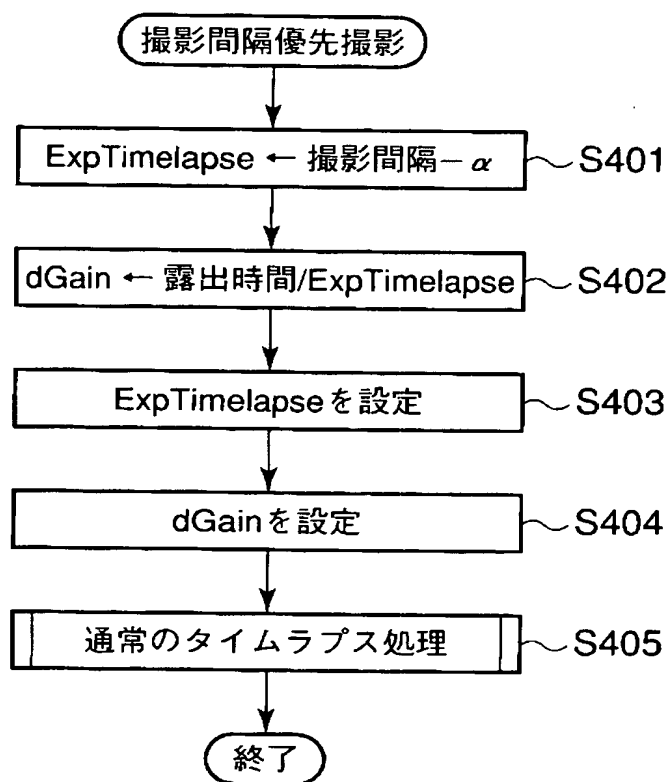 撮影間隔優先撮影
ExpTimelapse ← 撮影間隔－α S401
dGain ← 露出時間/ExpTimelapse S402
ExpTimelapseを設定 S403
dGainを設定 S404
通常のタイムラプス処理 S405
終了